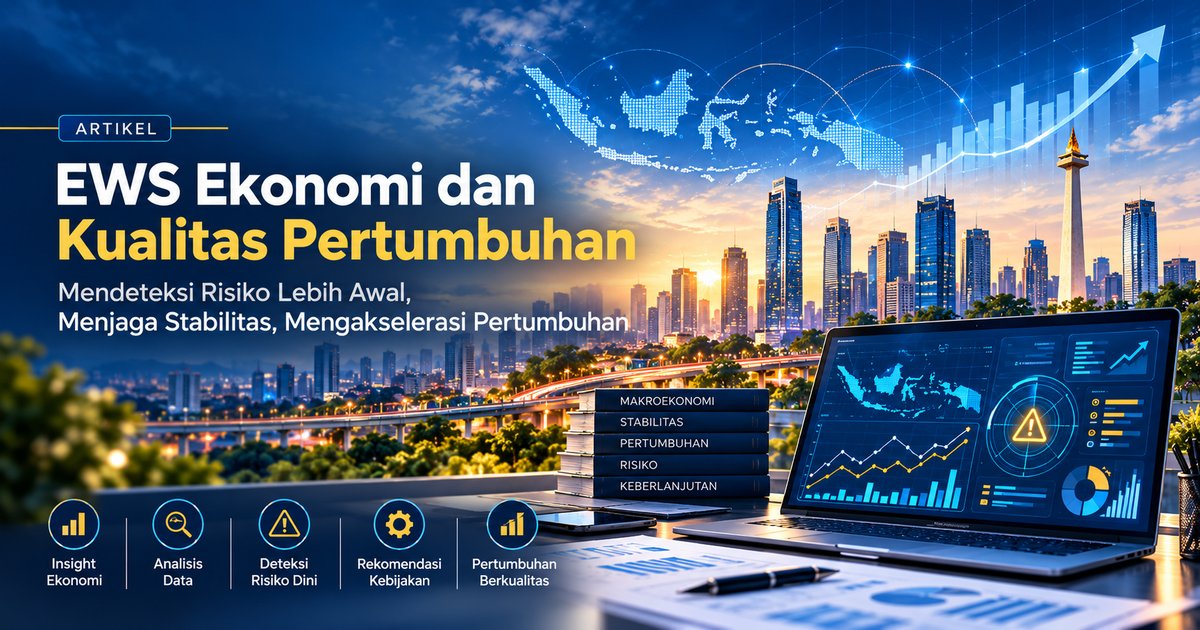 ARTIKEL
EWS Ekonomi dan
Kualitas Pertumbuhan
Mendeteksi Risiko Lebih Awal,
Menjaga Stabilitas, Mengakselerasi Pertumbuhan
MAKROEKONOMI
STABILITAS
PERTUMBUHAN
RISIKO
KEBERLANJUTAN
Insight
Ekonomi
Analisis
Data
Deteksi
Risiko Dini
Rekomendasi
Kebijakan
Pertumbuhan
Berkualitas